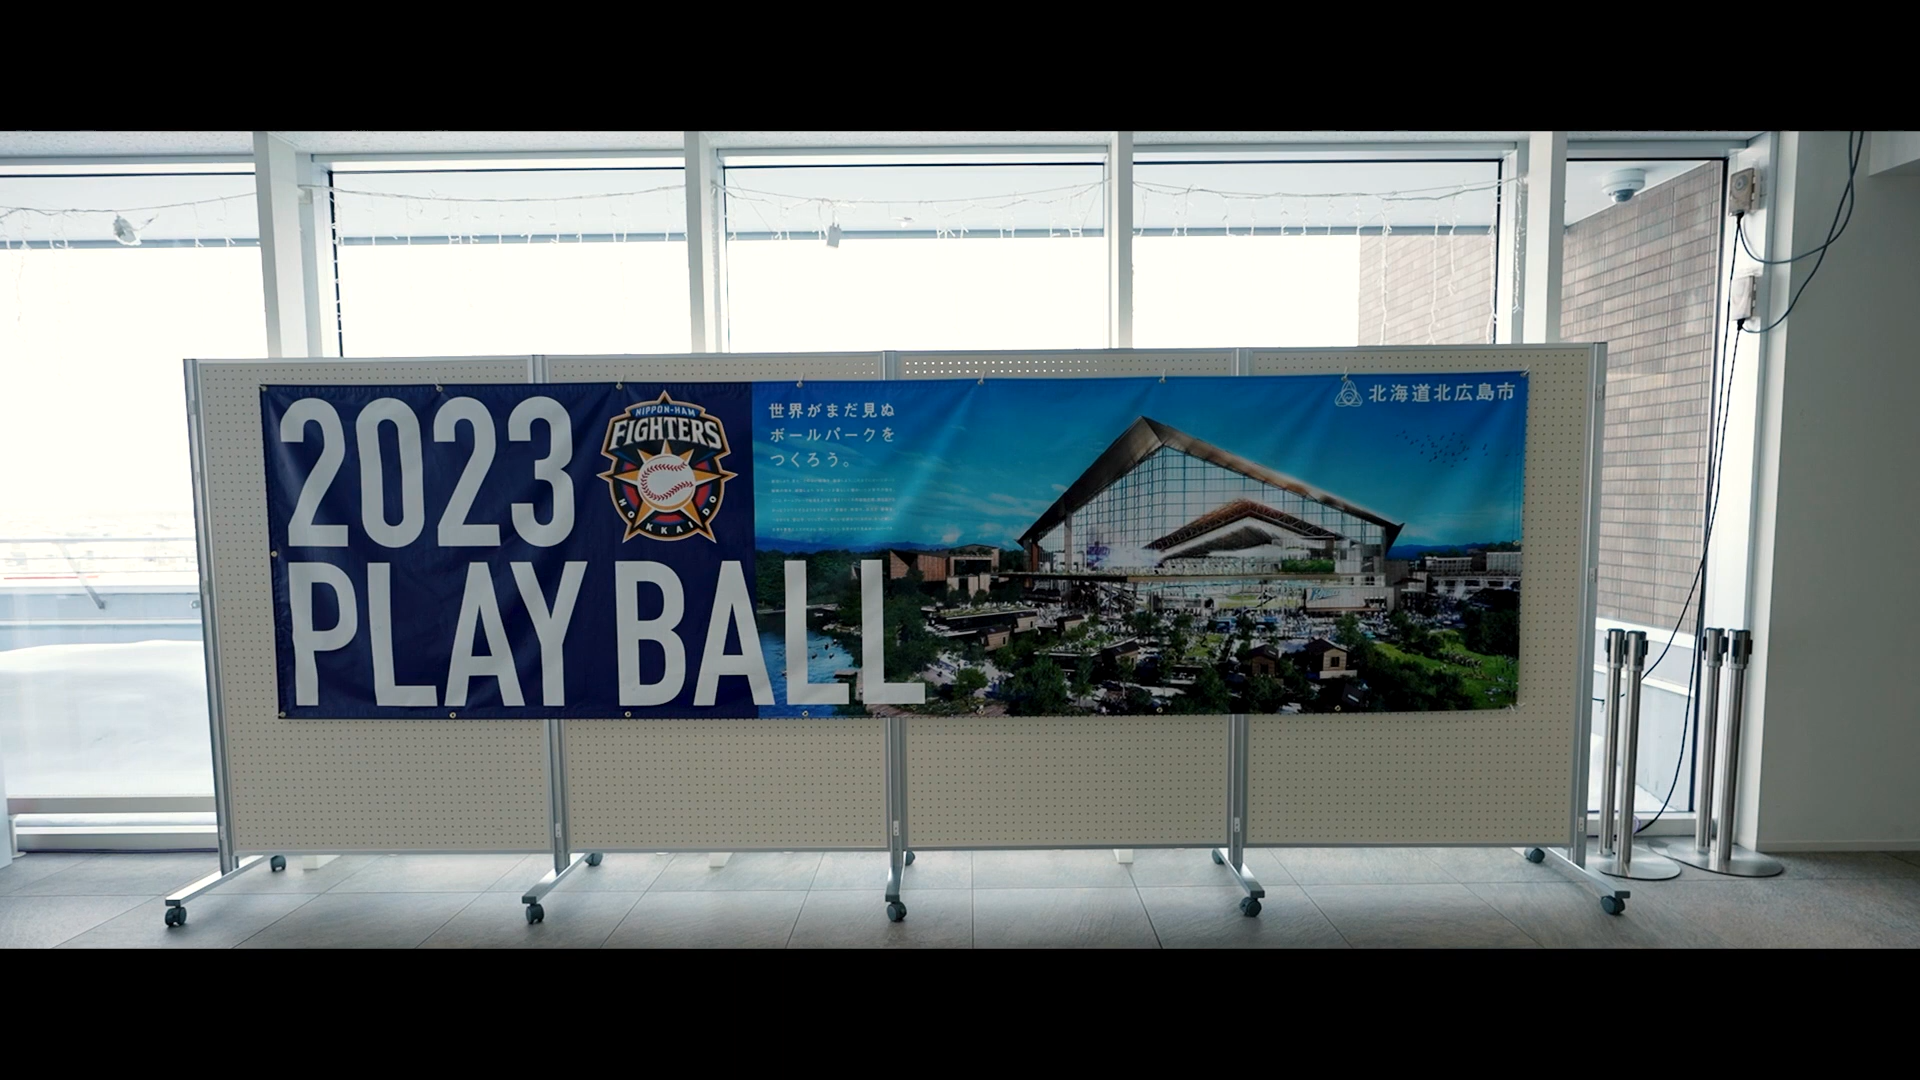 2023
PLAY BALL
NIPPON-HAM
FIGHTERS
HOKKAIDO
世界がまだ見ぬ
ボールパークを
つくろう。
北海道北広島市